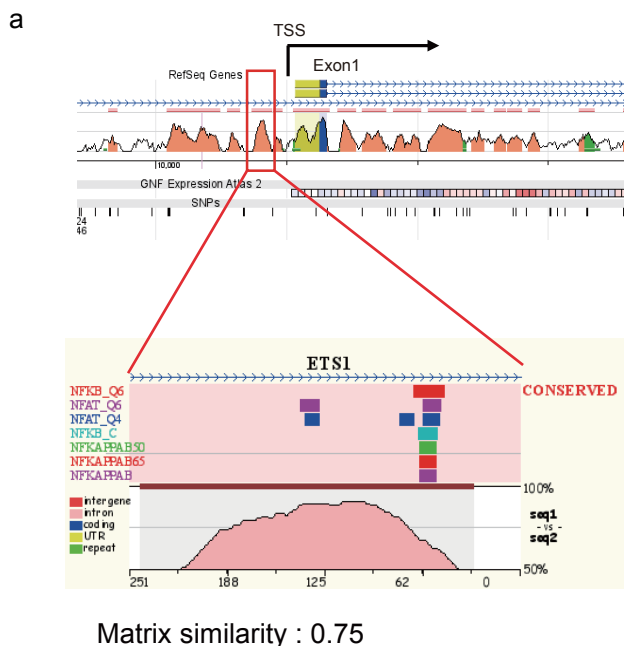 a
TSS
Exon1
RefSeq Genes
10,000
GNF Expression Atlas 2
SNPs
24
46
ETS1
NFKB_Q6
CONSERVED
NFAT_Q6
NFAT_Q4
NFKB_C
NFKAPPAB50
NFKAPPAB65
NFKAPPAB
100%
intergene
intron
coding
UTR
repeat
seq1
- vs -
seq2
50%
251 188 125 62 0
Matrix similarity : 0.75